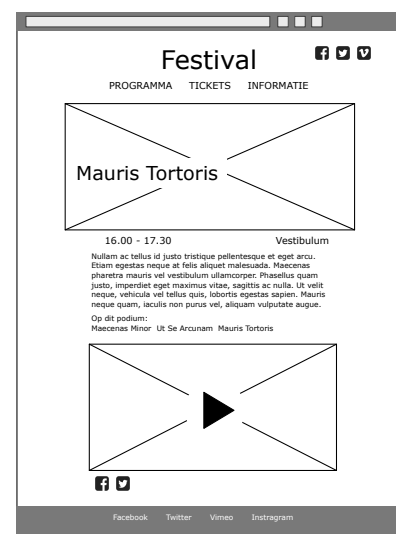 Festival
PROGRAMMA TICKETS INFORMATIE
Mauris Tortoris
16.00 - 17.30 Vestibulum
Nullam ac tellus id justo tristique pellentesque et eget arcu.
Etiam egestas neque at felis aliquet malesuada. Maecenas
pharetra mauris vel vestibulum ullamcorper. Phasellus quam
justo, imperdiet eget maximus vitae, sagittis ac nulla. Ut velit
neque, vehicula vel tellus quis, lobortis egestas sapien. Mauris
neque quam, iaculis non purus vel, aliquam vulputate augue.
Op dit podium:
Maecenas Minor Ut Se Arcunam Mauris Tortoris
Facebook Twitter Vimeo Instragram